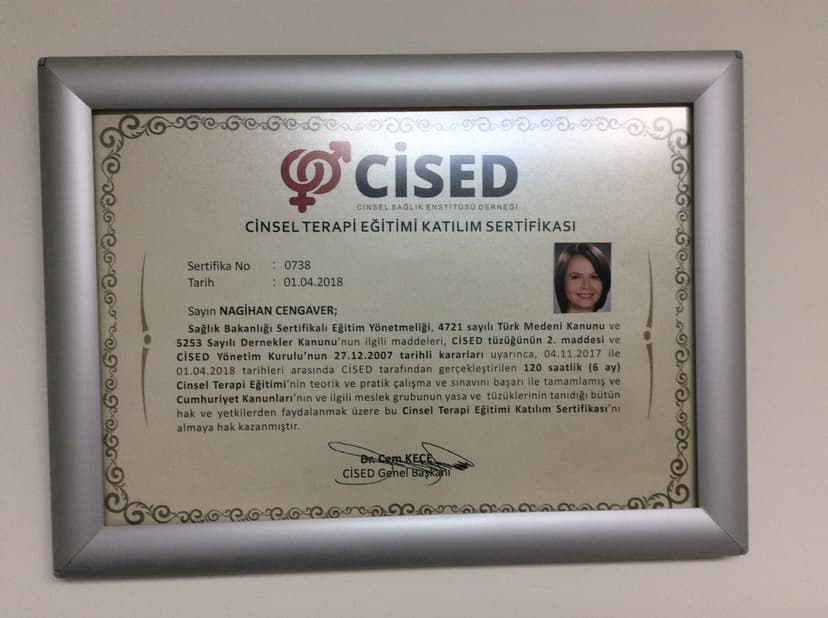 CİSED
CİNSEL SAĞLIK ENSTİTÜSÜ DERNEĞİ
CİNSEL TERAPİ EĞİTİMİ KATILIM SERTİFİKASI
Sertifika No : 0738
Tarih : 01.04.2018
Sayın NAGİHAN CENGAVER;
Sağlık Bakanlığı Sertifikalı Eğitim Yönetmeliği, 4721 sayılı Türk Medeni Kanunu ve
5253 Sayılı Dernekler Kanunu'nun ilgili maddeleri, CİSED tüzüğünün 2. maddesi ve
CİSED Yönetim Kurulu'nun 27.12.2007 tarihli kararları uyarınca, 04.11.2017 ile
01.04.2018 tarihleri arasında CİSED tarafından gerçekleştirilen 120 saatlik (6 ay)
Cinsel Terapi Eğitimi'nin teorik ve pratik çalışma ve sınavını başarı ile tamamlamış ve
Cumhuriyet Kanunları'nın ve ilgili meslek grubunun yasa ve tüzüklerinin tanıdığı bütün
hak ve yetkilerden faydalanmak üzere bu Cinsel Terapi Eğitimi Katılım Sertifikası'nı
almaya hak kazanmıştır.
Dr. Cem KEÇE
CİSED Genel Başkanı